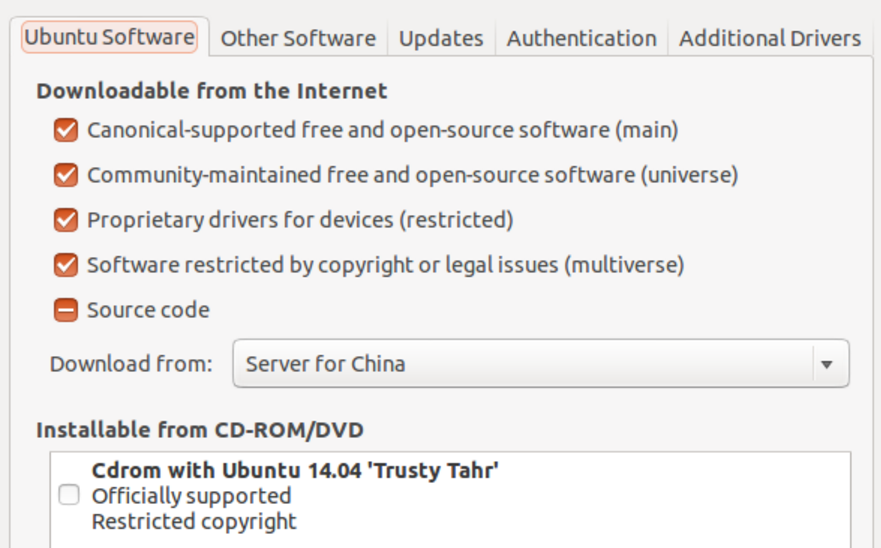 Ubuntu Software Other Software Updates Authentication Additional Drivers
Downloadable from the Internet
Canonical-supported free and open-source software (main)
Community-maintained free and open-source software (universe)
Proprietary drivers for devices (restricted)
Software restricted by copyright or legal issues (multiverse)
Source code
Download from: Server for China
Installable from CD-ROM/DVD
Cdrom with Ubuntu 14.04 'Trusty Tahr'
Officially supported
Restricted copyright